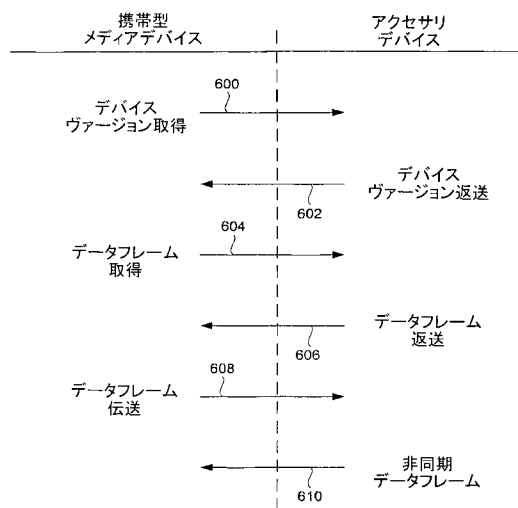 携帯型
メディアデバイス
アクセサリ
デバイス
600
デバイス
ヴァージョン取得
デバイス
ヴァージョン返送
602
604
データフレーム
取得
データフレーム
返送
606
608
データフレーム
伝送
非同期
データフレーム
610